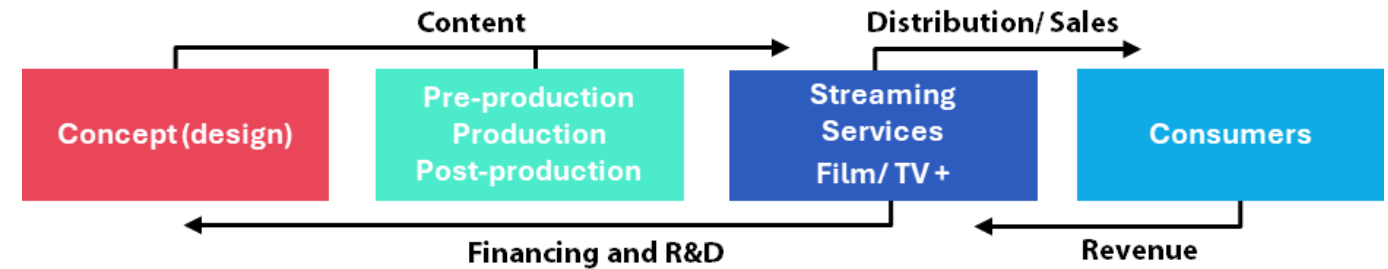 Content
Distribution/ Sales
Concept (design)
Pre-production
Production
Post-production
Streaming
Services
Film/ TV +
Consumers
Financing and R&D
Revenue